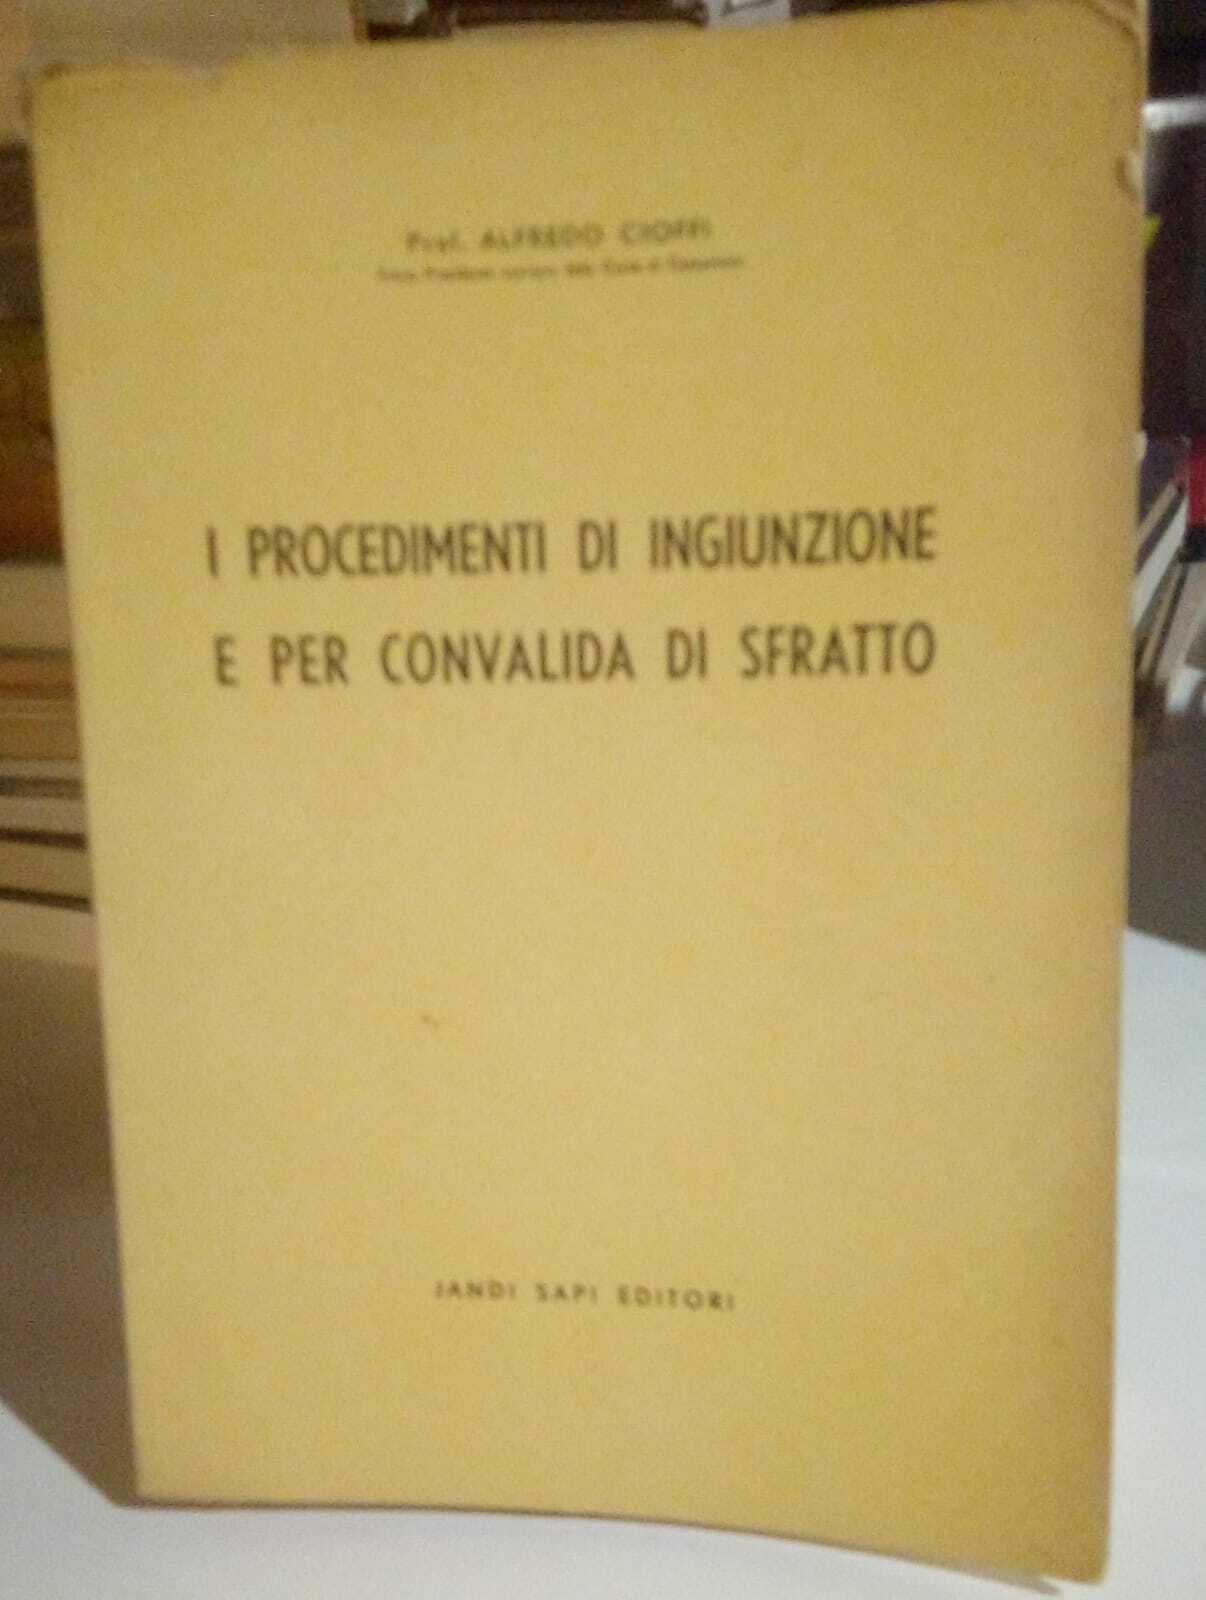 Prof. ALFREDO CIOFFI
I PROCEDIMENTI DI INGIUNZIONE
E PER CONVALIDA DI SFRATTO
JANDI SAPI EDITORI